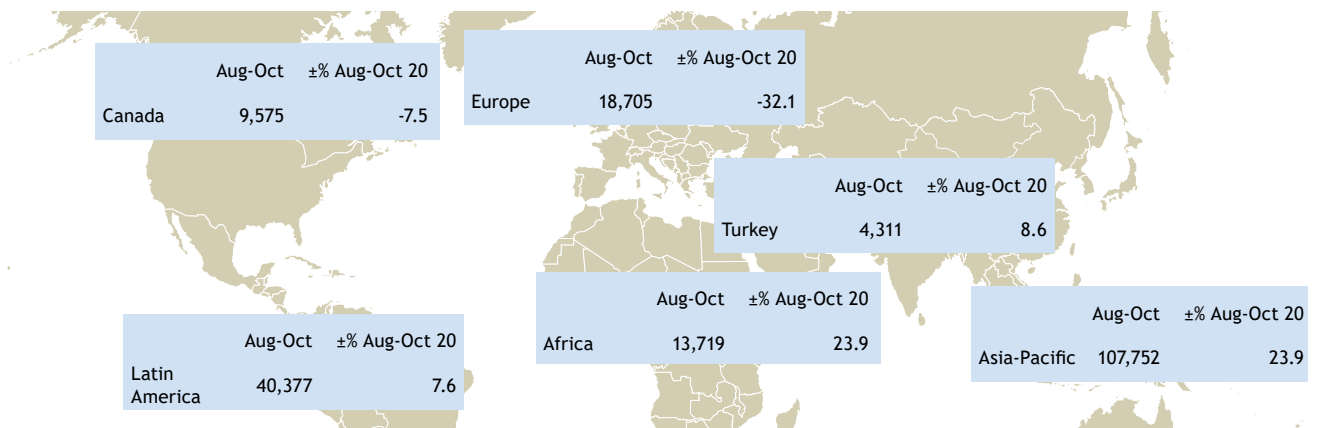 Aug-Oct ±% Aug-Oct 20
Canada 9,575 -7.5
Aug-Oct ±% Aug-Oct 20
Europe 18,705 -32.1
Aug-Oct ±% Aug-Oct 20
Turkey 4,311 8.6
Aug-Oct ±% Aug-Oct 20
Africa 13,719 23.9
Aug-Oct ±% Aug-Oct 20
Asia-Pacific 107,752 23.9
Aug-Oct ±% Aug-Oct 20
Latin
America 40,377 7.6